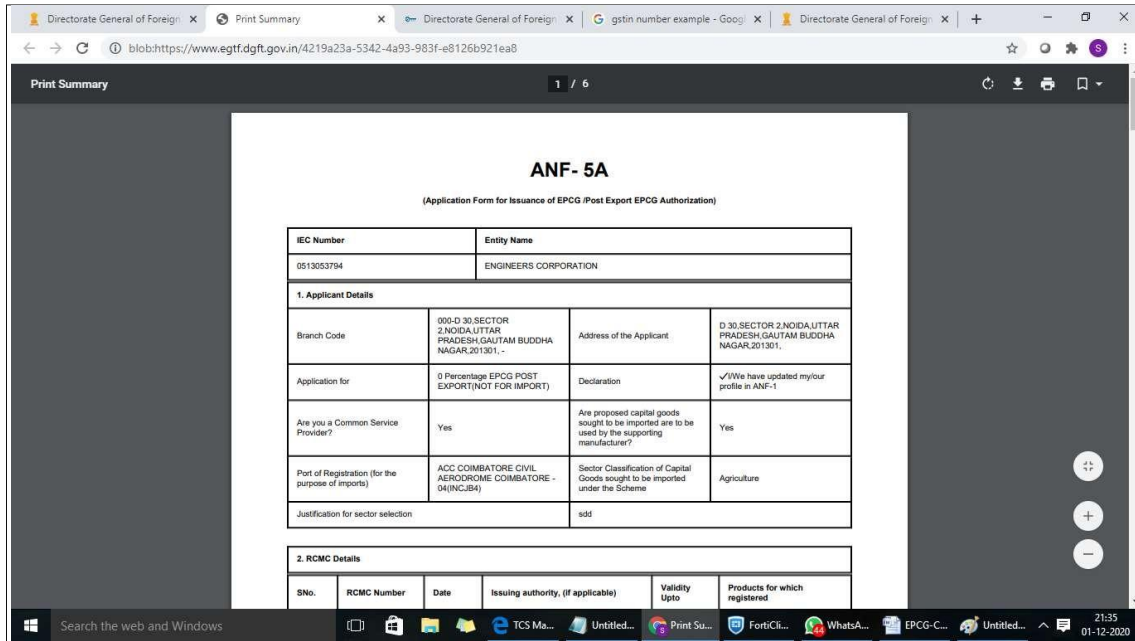 Directorate General of Foreign
Print Summary
Directorate General of Foreign
gstin number example - Googl
Directorate General of Foreign
blob:https://www.egtf.dgft.gov.in/4219a23a-5342-4a93-983f-e8126b921ea8
S
Print Summary
1 / 6
ANF- 5A
(Application Form for Issuance of EPCG /Post Export EPCG Authorization)
IEC Number
Entity Name
0513053794
ENGINEERS CORPORATION
1. Applicant Details
Branch Code
000-D 30,SECTOR
2,NOIDA,UTTAR
PRADESH,GAUTAM BUDDHA
NAGAR,201301, -
Address of the Applicant
D 30,SECTOR 2,NOIDA,UTTAR
PRADESH,GAUTAM BUDDHA
NAGAR,201301,
Application for
0 Percentage EPCG POST
EXPORT(NOT FOR IMPORT)
Declaration
✓I/We have updated my/our
profile in ANF-1
Are you a Common Service
Provider?
Yes
Are proposed capital goods
sought to be imported are to be
used by the supporting
manufacturer?
Yes
Port of Registration (for the
purpose of imports)
ACC COIMBATORE CIVIL
AERODROME COIMBATORE -
04(INCJB4)
Sector Classification of Capital
Goods sought to be imported
under the Scheme
Agriculture
Justification for sector selection
sdd
2. RCMC Details
SNo.
RCMC Number
Date
Issuing authority, (if applicable)
Validity
Upto
Products for which
registered
Search the web and Windows
TCS Ma...
Untitled...
Print Su...
FortiCli...
44
WhatsA...
EPCG-C...
Untitled...
21:35
01-12-2020